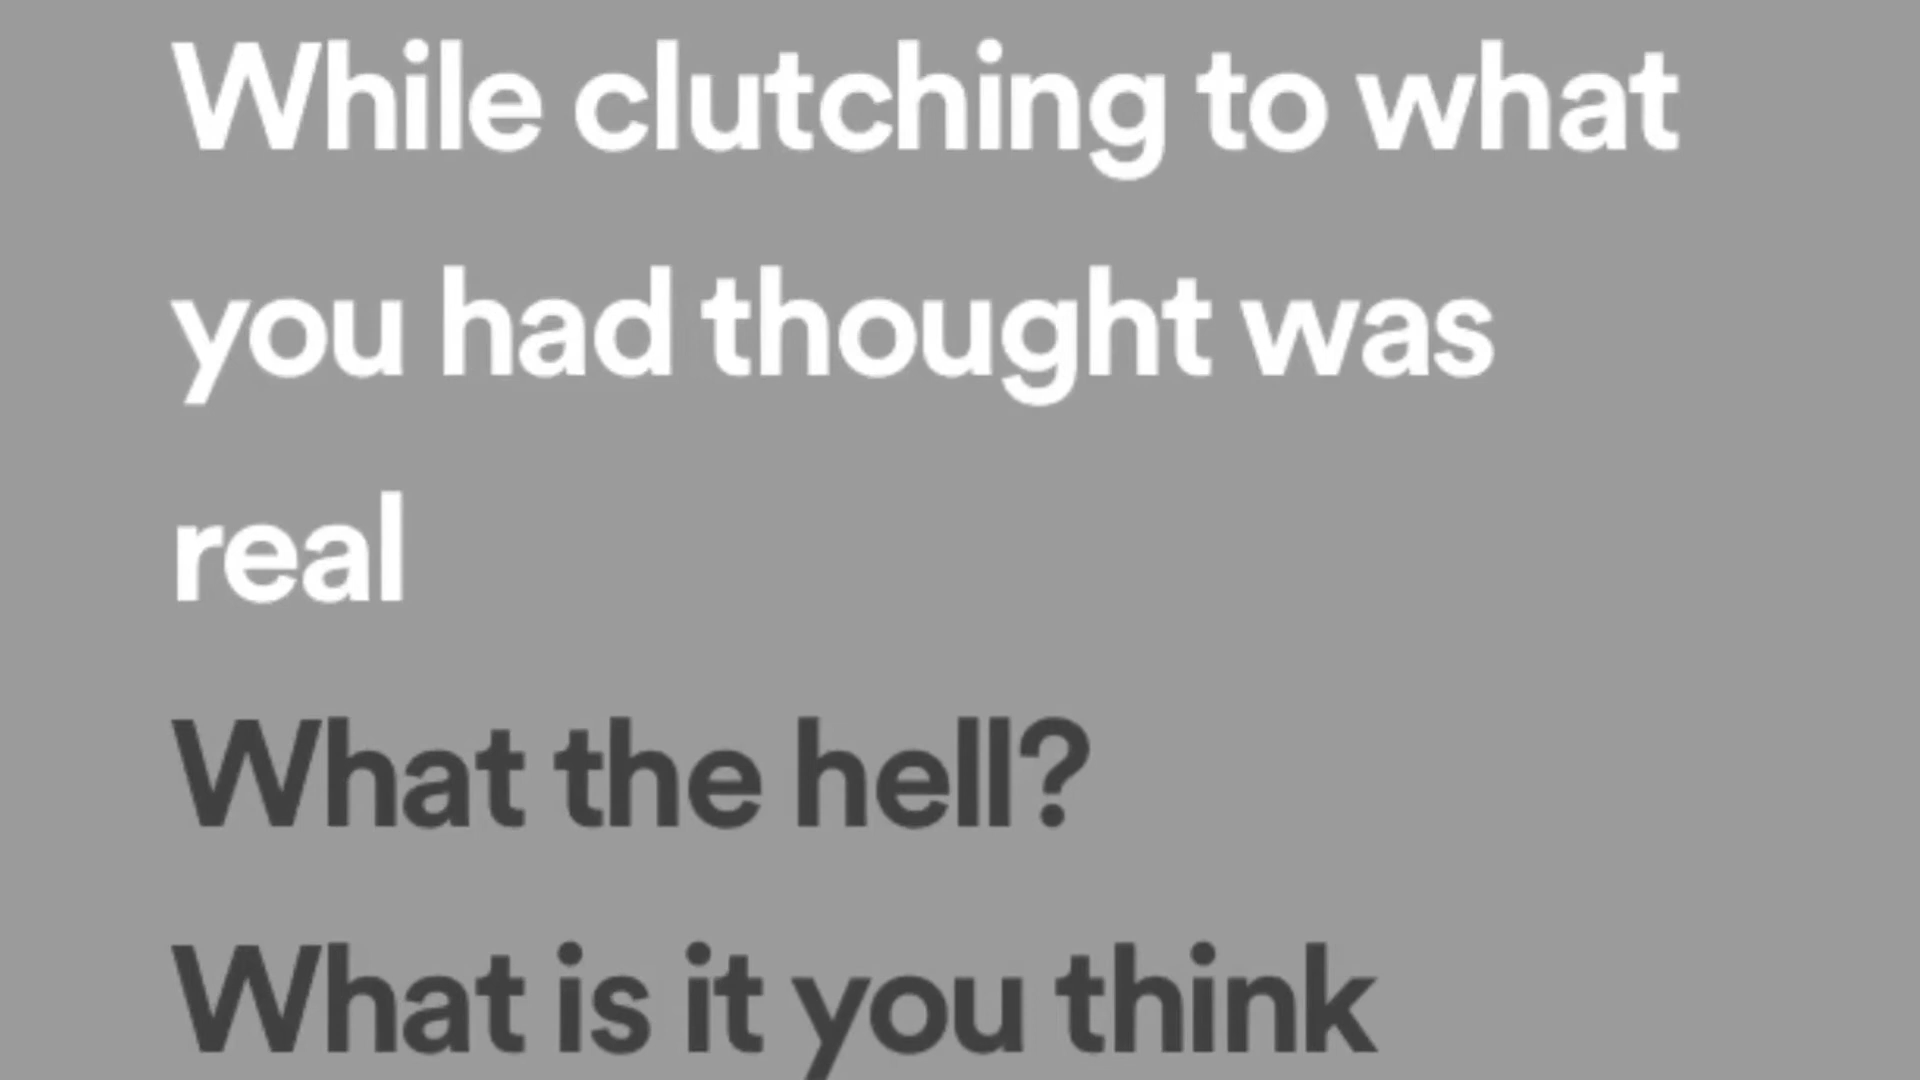 While clutching to what
you had thought was
real
What the hell?
What is it you think